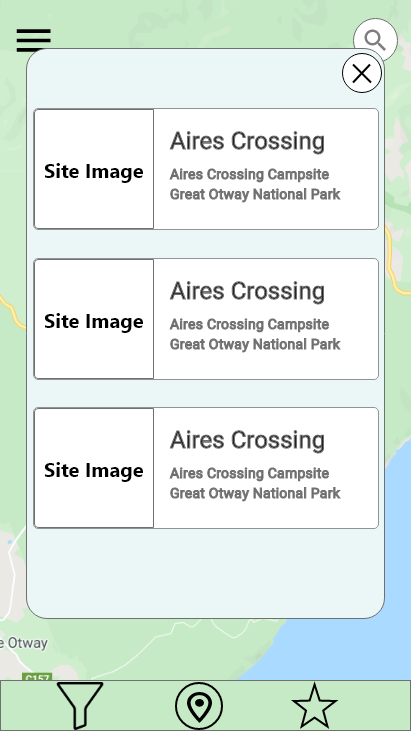 Aires Crossing
Site Image
Aires Crossing Campsite
Great Otway National Park
Aires Crossing
Site Image
Aires Crossing Campsite
Great Otway National Park
Aires Crossing
Site Image
Aires Crossing Campsite
Great Otway National Park
Otway
C157